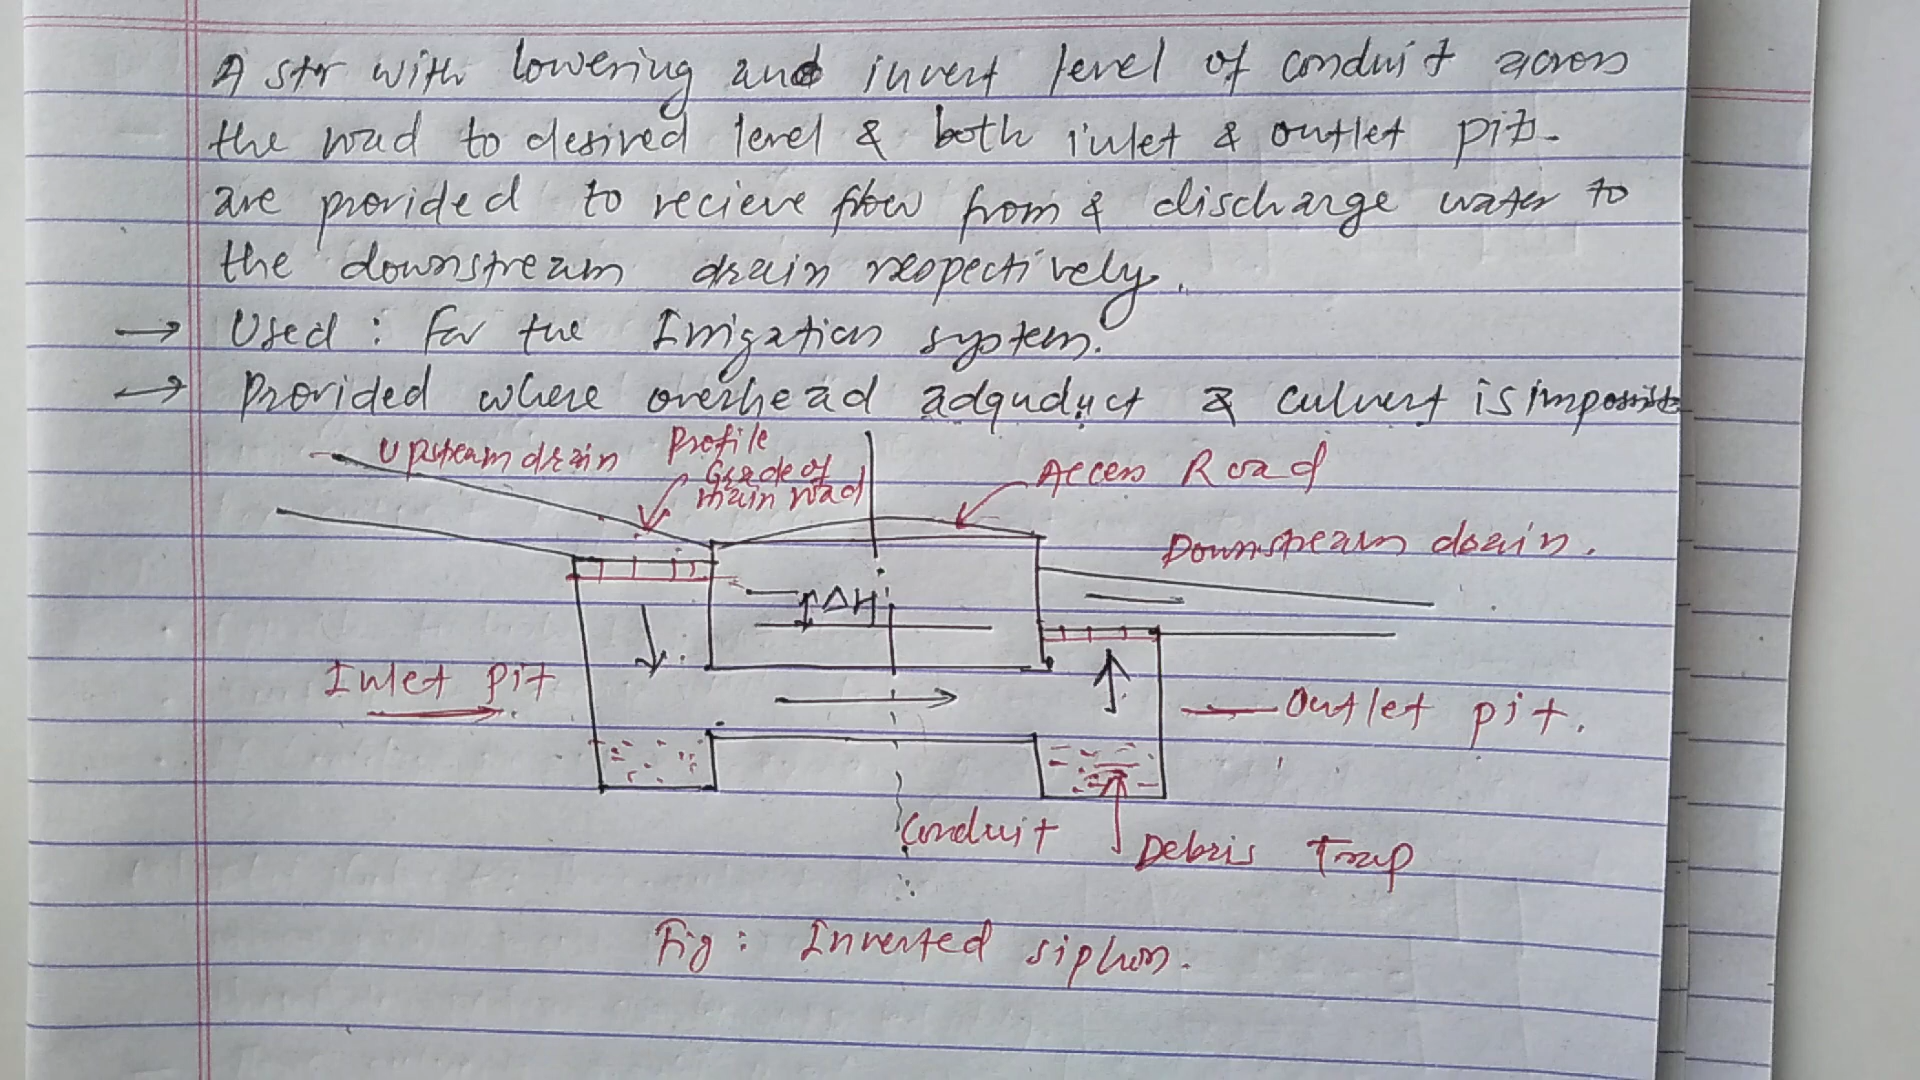 A str with lowering and invert level of conduit across
the road to desired level & both inlet & outlet pits
are provided to recieve flow from & discharge water to
the downstream drain respectively.
→ Used : For the Irrigation system.
→ Provided where overhead adquduct & culvert is impossible
Upstream drain
Profile
Grade of
main road
Access Road
Downstream drain.
ΔH
Inlet pit
Outlet pit.
Conduit
Debris Trap
Fig : Inverted siphon.